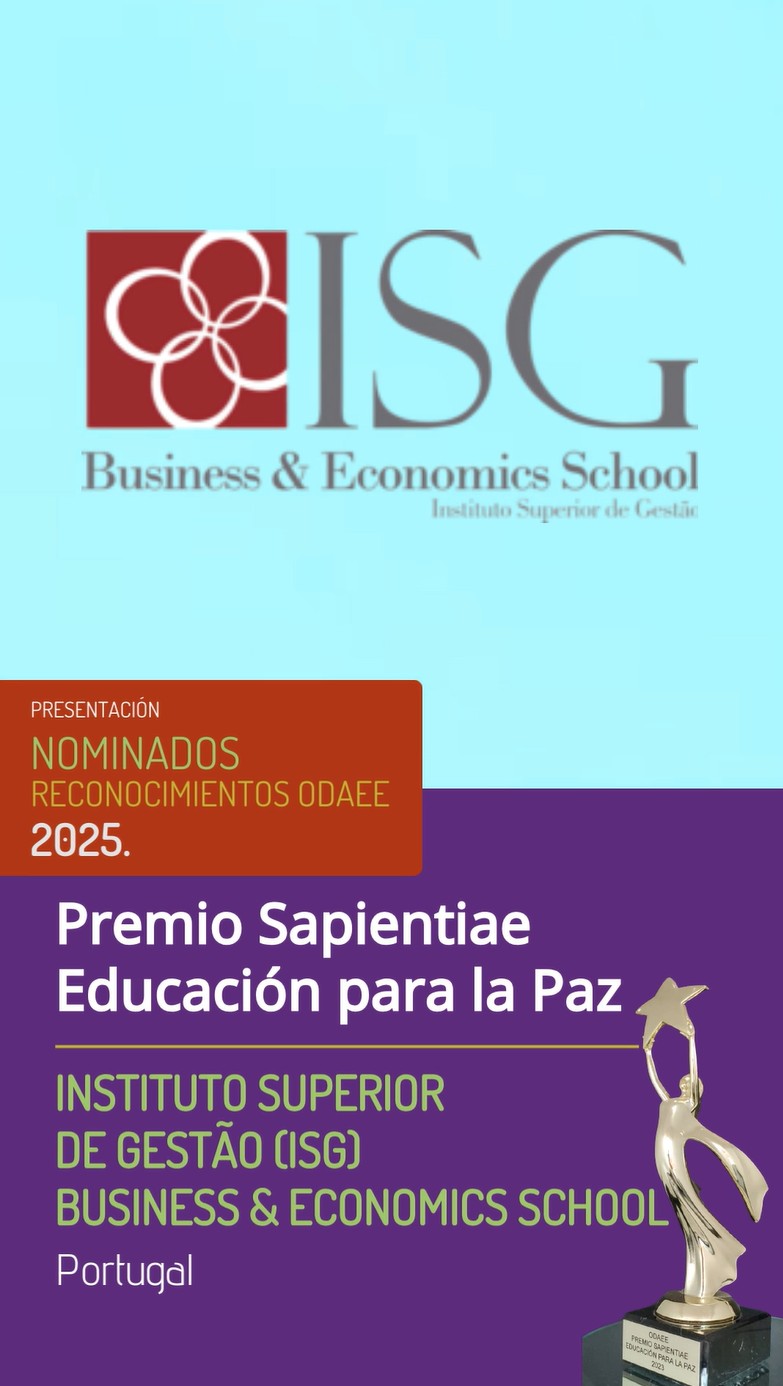 ISG
Business & Economics School
Instituto Superior de Gestão
PRESENTACIÓN
NOMINADOS
RECONOCIMIENTOS ODAEE
2025.
Premio Sapientiae
Educación para la Paz
INSTITUTO SUPERIOR
DE GESTÃO (ISG)
BUSINESS & ECONOMICS SCHOOL
Portugal
ODAEE
PREMIO SAPIENTIAE
EDUCACIÓN PARA LA PAZ
2023